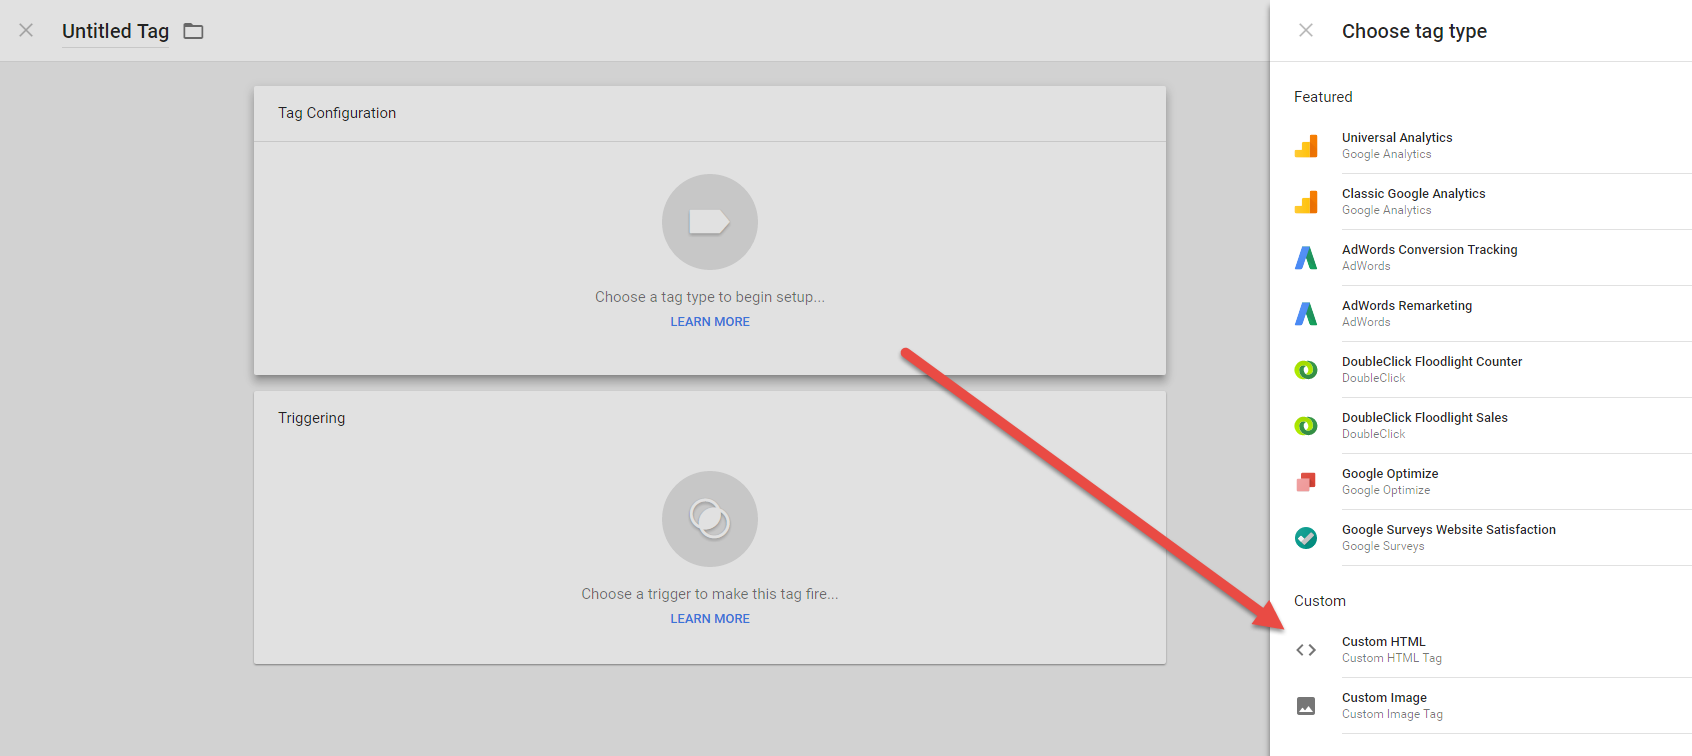 Untitled Tag
Tag Configuration
Choose a tag type to begin setup...
LEARN MORE
Triggering
Choose a trigger to make this tag fire...
LEARN MORE
Choose tag type
Featured
Universal Analytics
Google Analytics
Classic Google Analytics
Google Analytics
AdWords Conversion Tracking
AdWords
AdWords Remarketing
AdWords
DoubleClick Floodlight Counter
DoubleClick
DoubleClick Floodlight Sales
DoubleClick
Google Optimize
Google Optimize
Google Surveys Website Satisfaction
Google Surveys
Custom
Custom HTML
Custom HTML Tag
Custom Image
Custom Image Tag